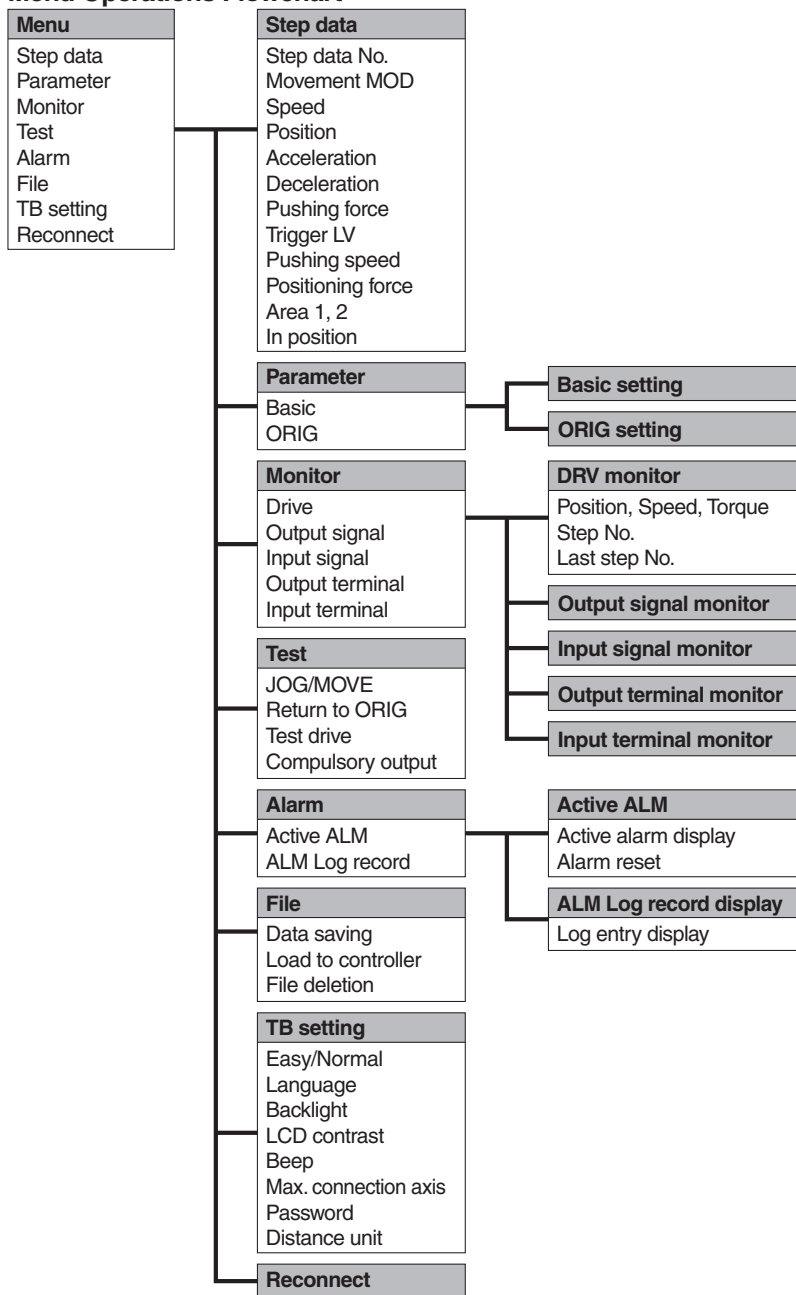 Menu Operations Flowchart
Menu
Step data
Parameter
Monitor
Test
Alarm
File
TB setting
Reconnect
Step data
Step data No.
Movement MOD
Speed
Position
Acceleration
Deceleration
Pushing force
Trigger LV
Pushing speed
Positioning force
Area 1, 2
In position
Parameter
Basic
ORIG
Basic setting
ORIG setting
Monitor
Drive
Output signal
Input signal
Output terminal
Input terminal
DRV monitor
Position, Speed, Torque
Step No.
Last step No.
Output signal monitor
Input signal monitor
Output terminal monitor
Input terminal monitor
Test
JOG/MOVE
Return to ORIG
Test drive
Compulsory output
Alarm
Active ALM
ALM Log record
Active ALM
Active alarm display
Alarm reset
ALM Log record display
Log entry display
File
Data saving
Load to controller
File deletion
TB setting
Easy/Normal
Language
Backlight
LCD contrast
Beep
Max. connection axis
Password
Distance unit
Reconnect